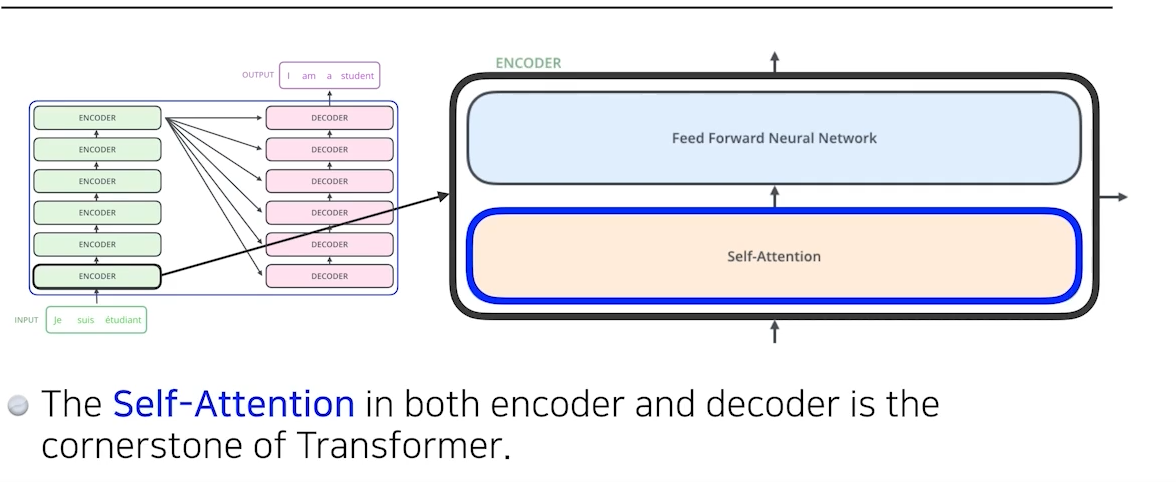 OUTPUT
I am a student
ENCODER
ENCODER
ENCODER
ENCODER
ENCODER
ENCODER
DECODER
DECODER
DECODER
DECODER
DECODER
DECODER
INPUT
Je suis étudiant
ENCODER
Feed Forward Neural Network
Self-Attention
The Self-Attention in both encoder and decoder is the
cornerstone of Transformer.